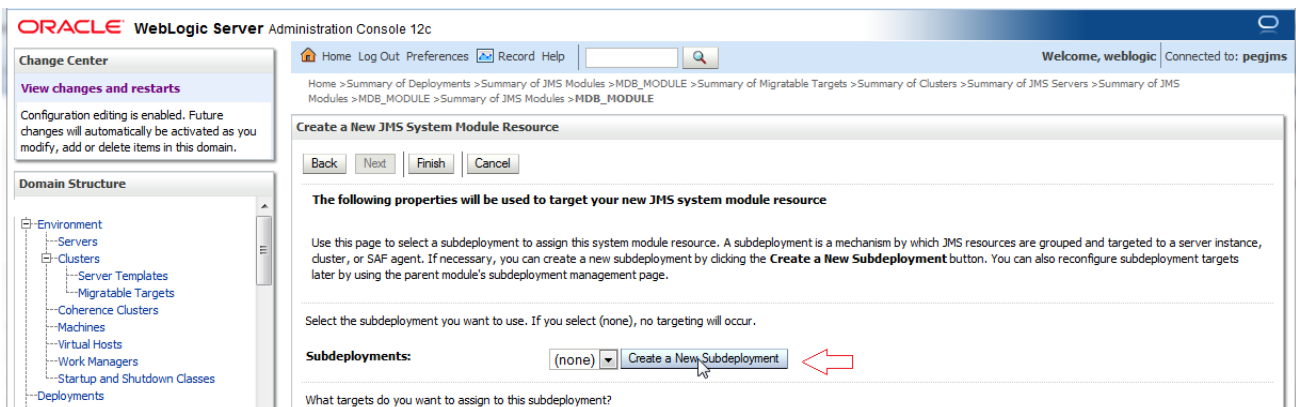 ORACLE WebLogic Server Administration Console 12c
Change Center
View changes and restarts
Configuration editing is enabled. Future
changes will automatically be activated as you
modify, add or delete items in this domain.
Domain Structure
Environment
Servers
Clusters
Server Templates
Migratable Targets
Coherence Clusters
Machines
Virtual Hosts
Work Managers
Startup and Shutdown Classes
Deployments
Home Log Out Preferences Record Help
Welcome, weblogic Connected to: pegjms
Home >Summary of Deployments >Summary of JMS Modules >MDB_MODULE >Summary of Migratable Targets >Summary of Clusters >Summary of JMS Servers >Summary of JMS
Modules >MDB_MODULE >Summary of JMS Modules >MDB_MODULE
Create a New JMS System Module Resource
Back Next Finish Cancel
The following properties will be used to target your new JMS system module resource
Use this page to select a subdeployment to assign this system module resource. A subdeployment is a mechanism by which JMS resources are grouped and targeted to a server instance,
cluster, or SAF agent. If necessary, you can create a new subdeployment by clicking the Create a New Subdeployment button. You can also reconfigure subdeployment targets
later by using the parent module's subdeployment management page.
Select the subdeployment you want to use. If you select (none), no targeting will occur.
Subdeployments: (none) Create a New Subdeployment
What targets do you want to assign to this subdeployment?